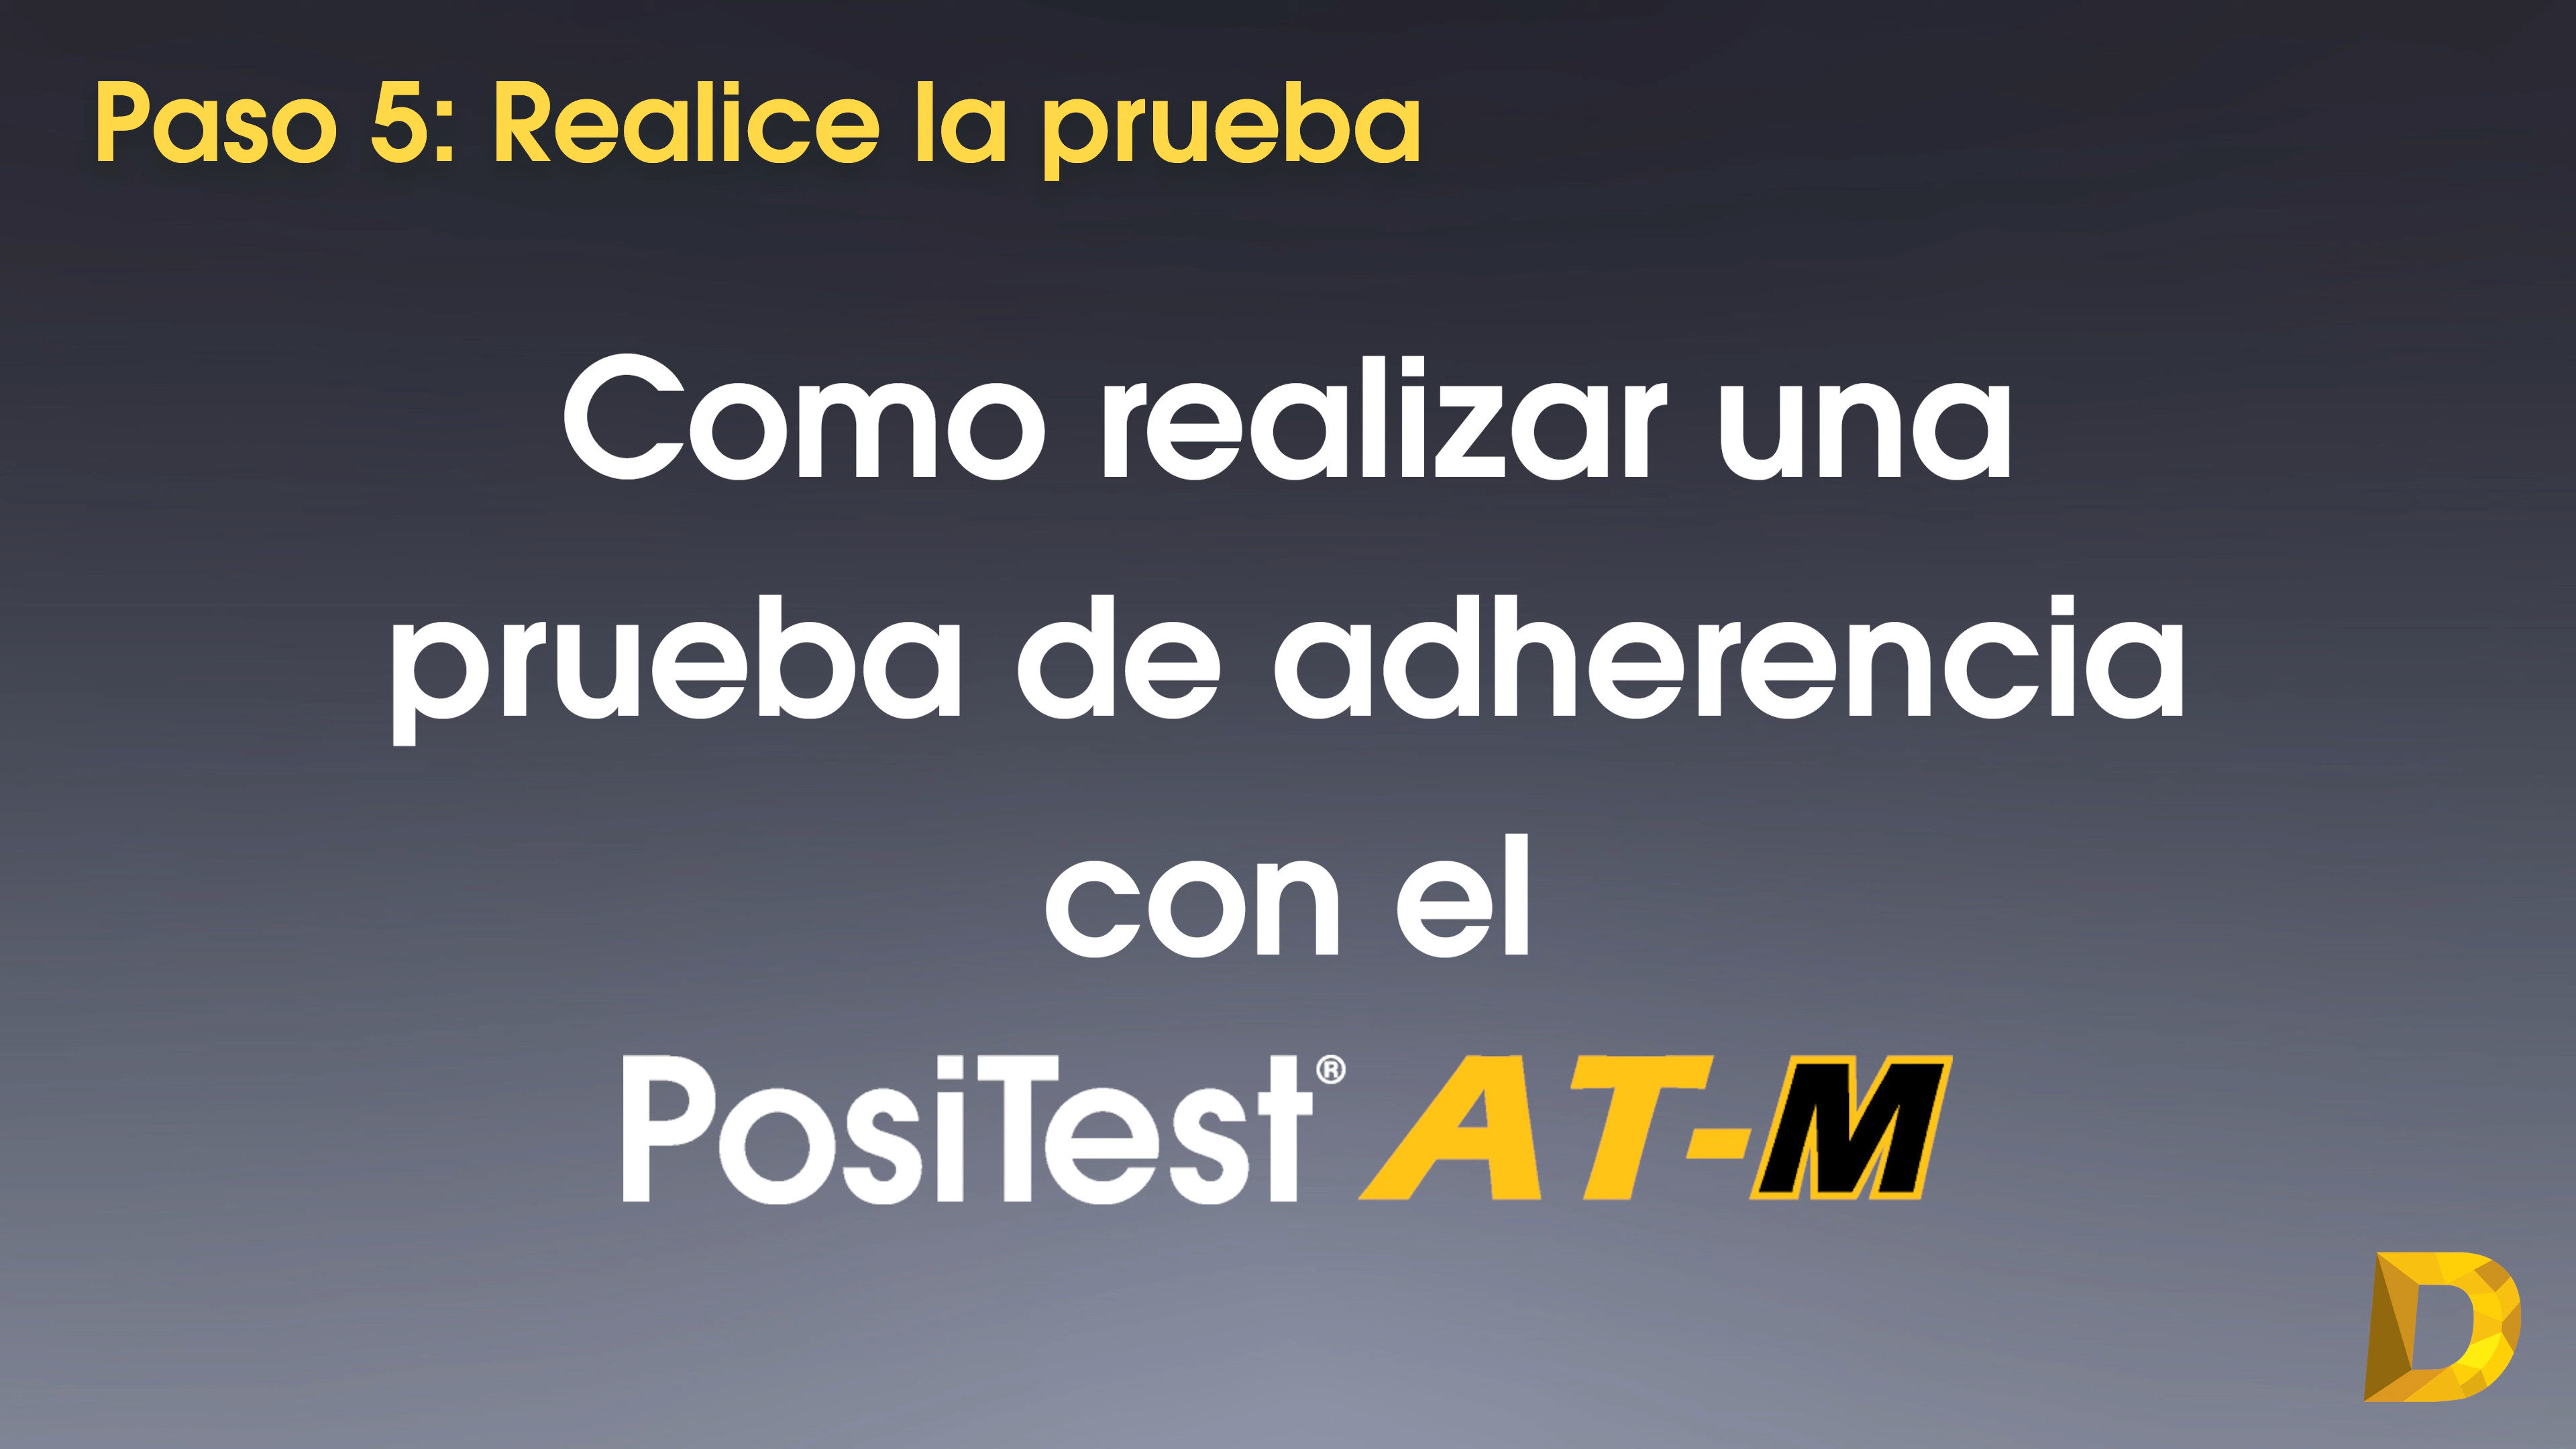 Paso 5: Realice la prueba
Como realizar una
prueba de adherencia
con el
PosiTest® AT-M
D